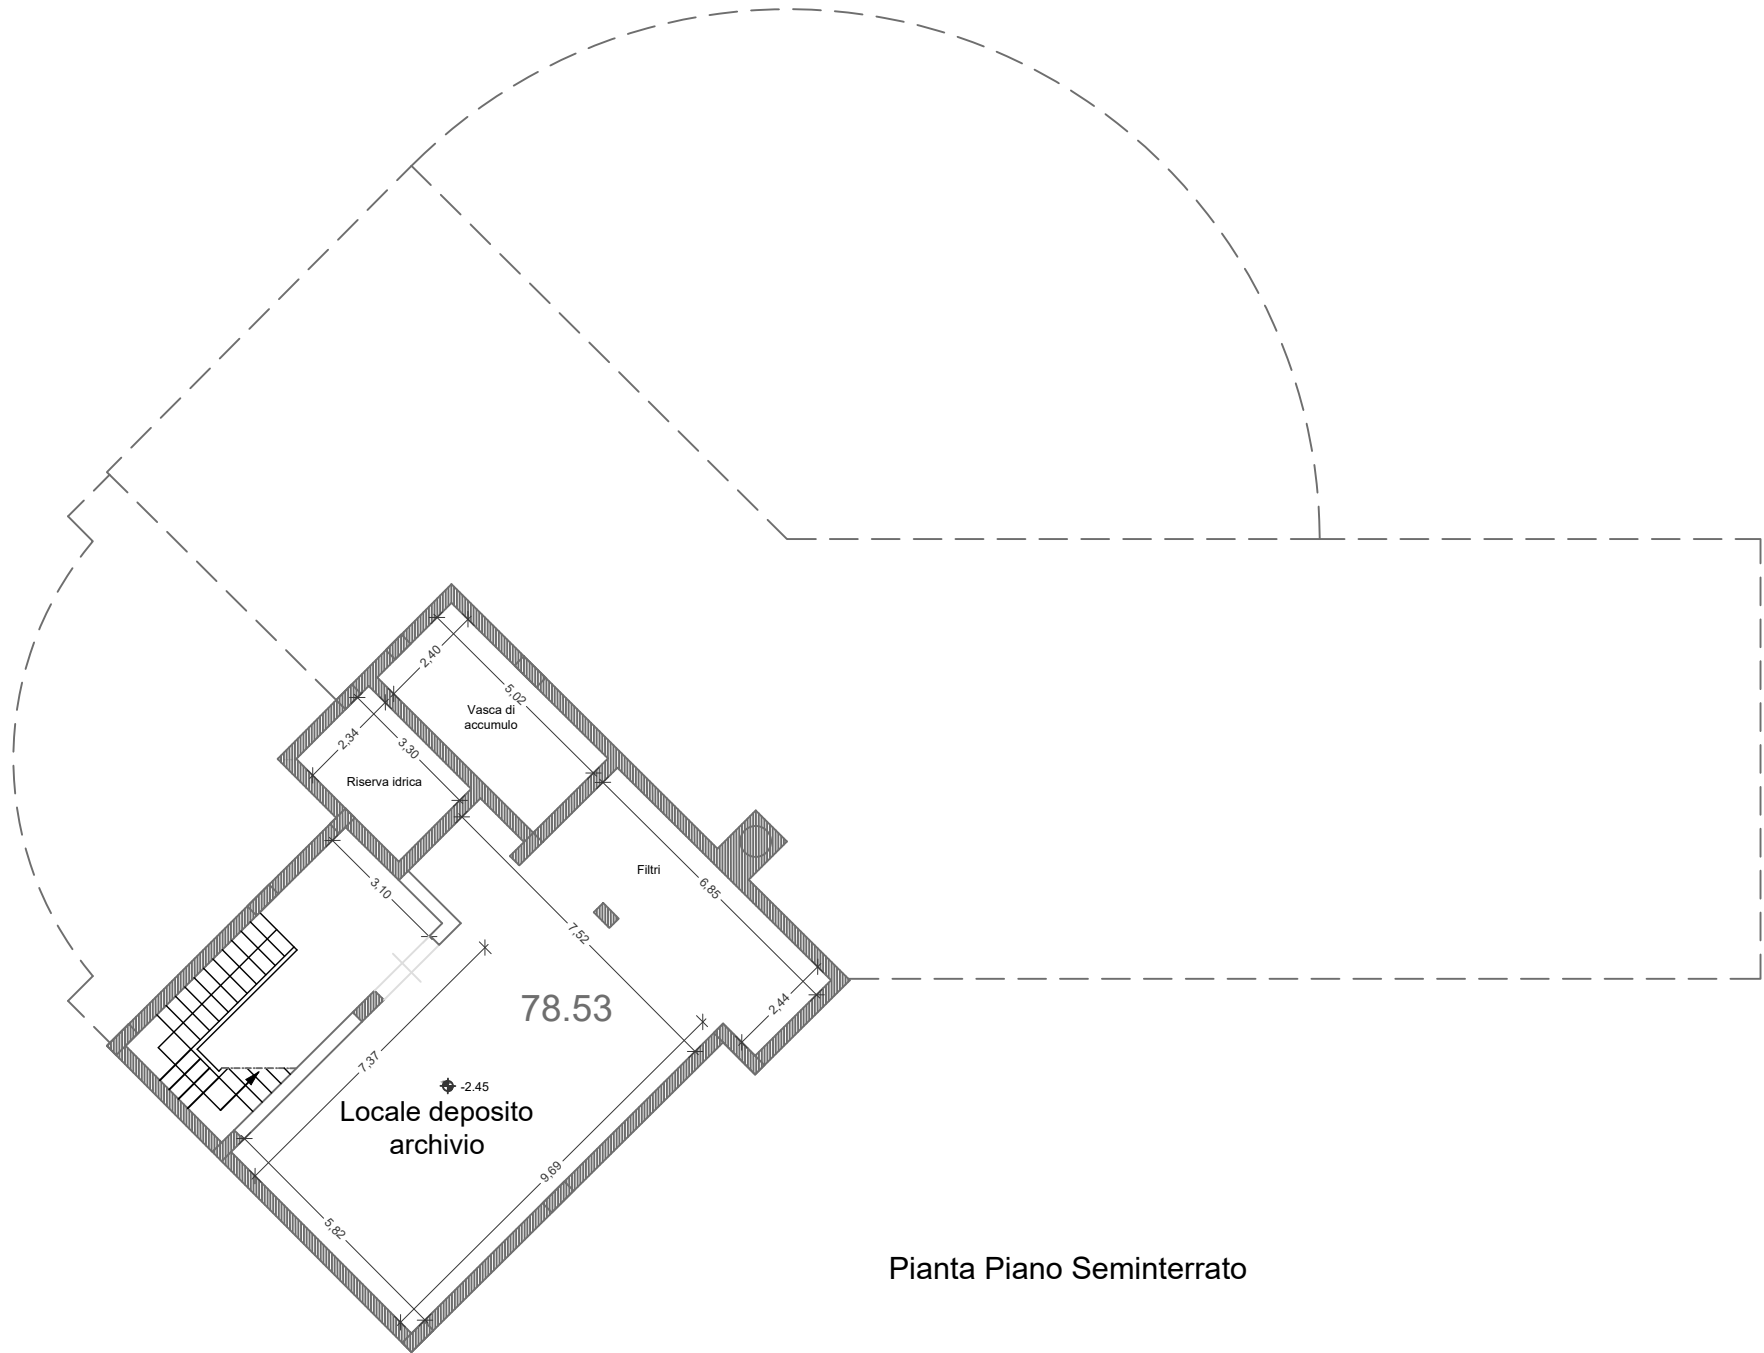 2,40
5,02
Vasca di
accumulo
2,34
3,30
Riserva idrica
Filtri
6,85
3,10
7,52
78.53
2,44
7,37
-2.45
Locale deposito
archivio
9,69
5,82
Pianta Piano Seminterrato